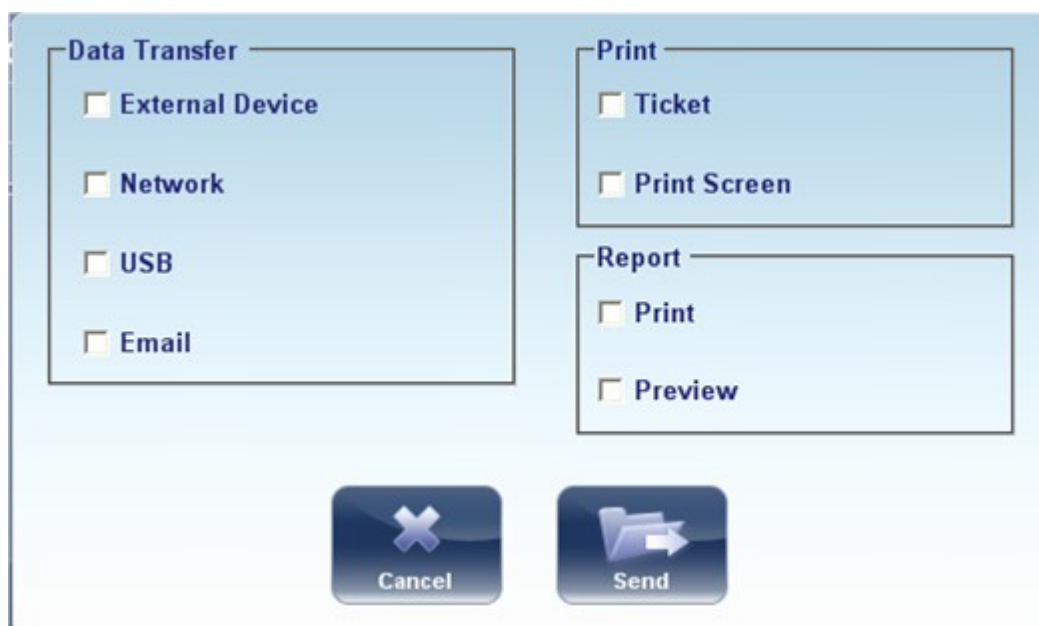 Data Transfer
External Device
Network
USB
Email
Print
Ticket
Print Screen
Report
Print
Preview
Cancel
Send